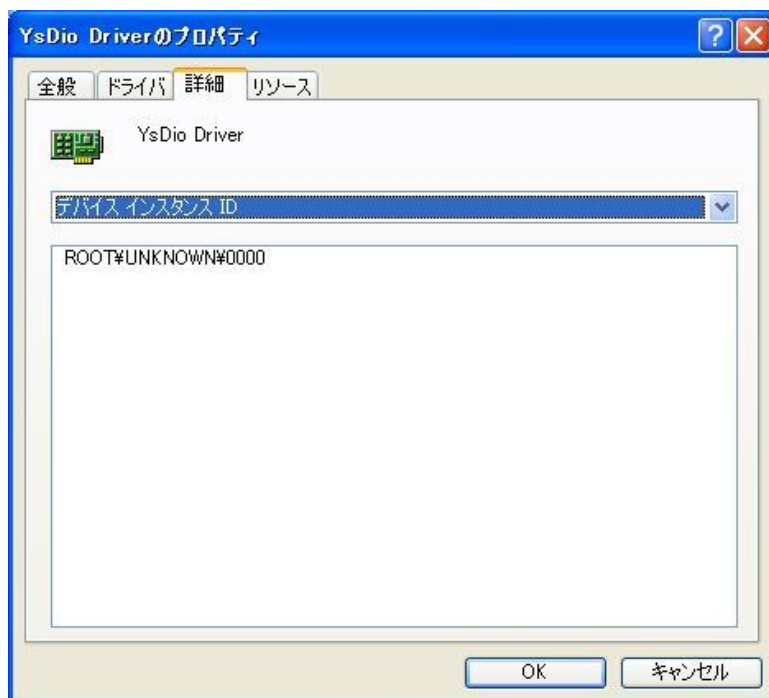 YsDio Driverのプロパティ
全般 ドライバ 詳細 リソース
YsDio Driver
デバイス インスタンス ID
ROOT¥UNKNOWN¥0000
OK キャンセル